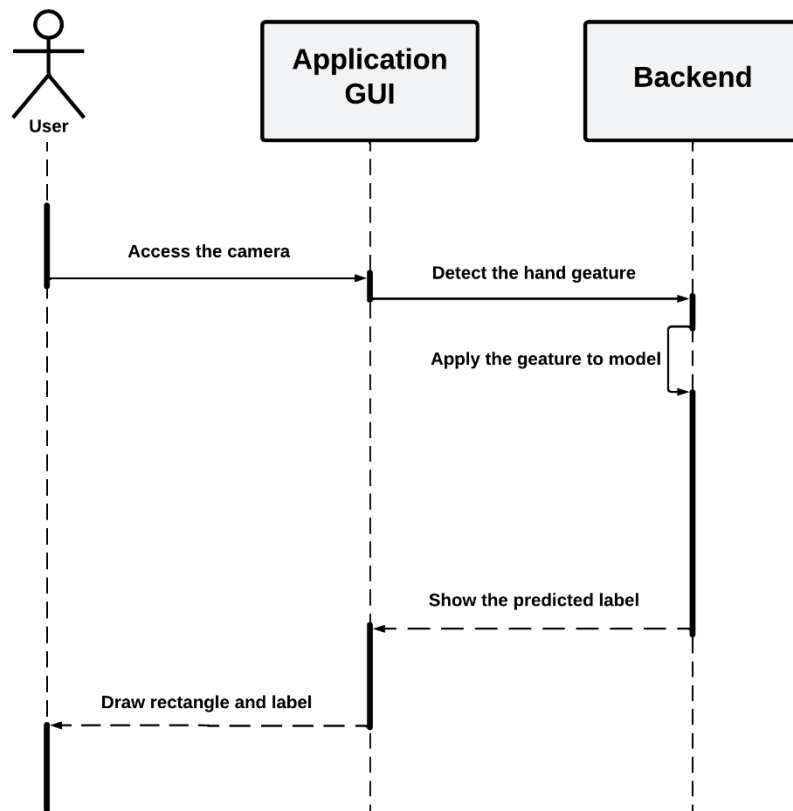 User
Application
GUI
Backend
Access the camera
Detect the hand geature
Apply the geature to model
Show the predicted label
Draw rectangle and label